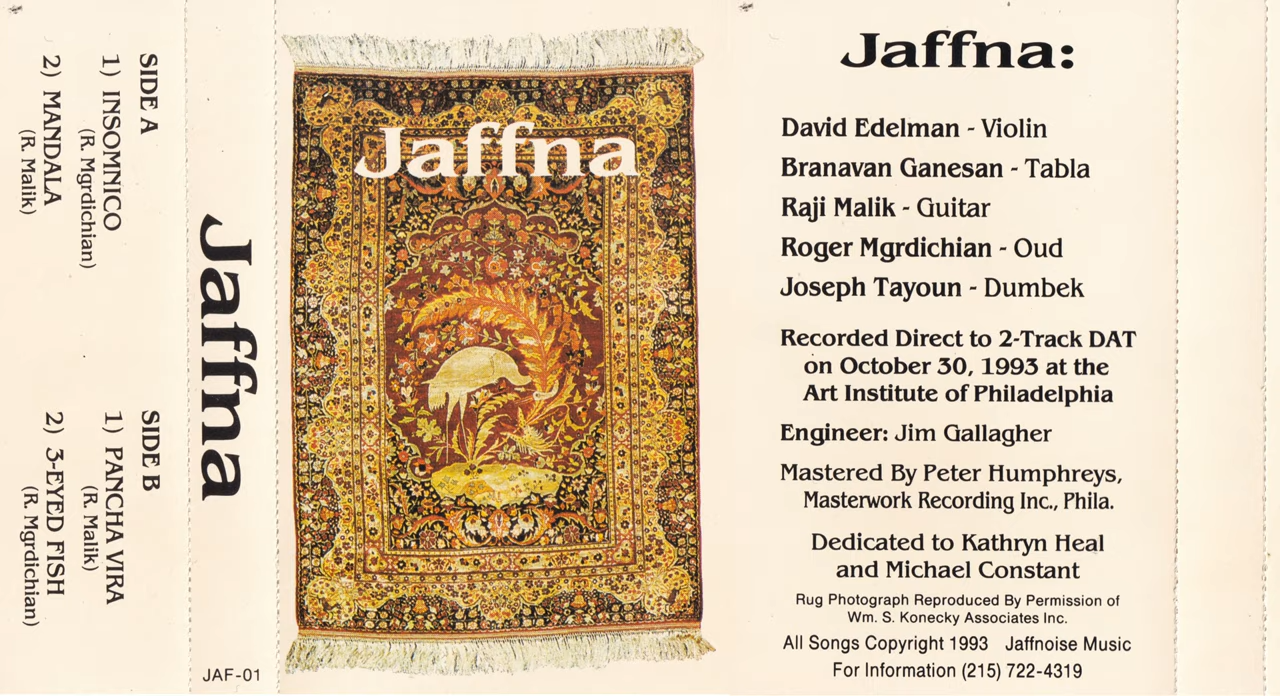 SIDE A
1) INSOMNICO
(R. Mgrdichian)
2) MANDALA
(R. Malik)
SIDE B
1) PANCHA VIRA
(R. Malik)
2) 3-EYED FISH
(R. Mgrdichian)
Jaffna
JAF-01
Jaffna
Jaffna:
David Edelman - Violin
Branavan Ganesan - Tabla
Raji Malik - Guitar
Roger Mgrdichian - Oud
Joseph Tayoun - Dumbek
Recorded Direct to 2-Track DAT
on October 30, 1993 at the
Art Institute of Philadelphia
Engineer: Jim Gallagher
Mastered By Peter Humphreys,
Masterwork Recording Inc., Phila.
Dedicated to Kathryn Heal
and Michael Constant
Rug Photograph Reproduced By Permission of
Wm. S. Konecky Associates Inc.
All Songs Copyright 1993 Jaffnoise Music
For Information (215) 722-4319